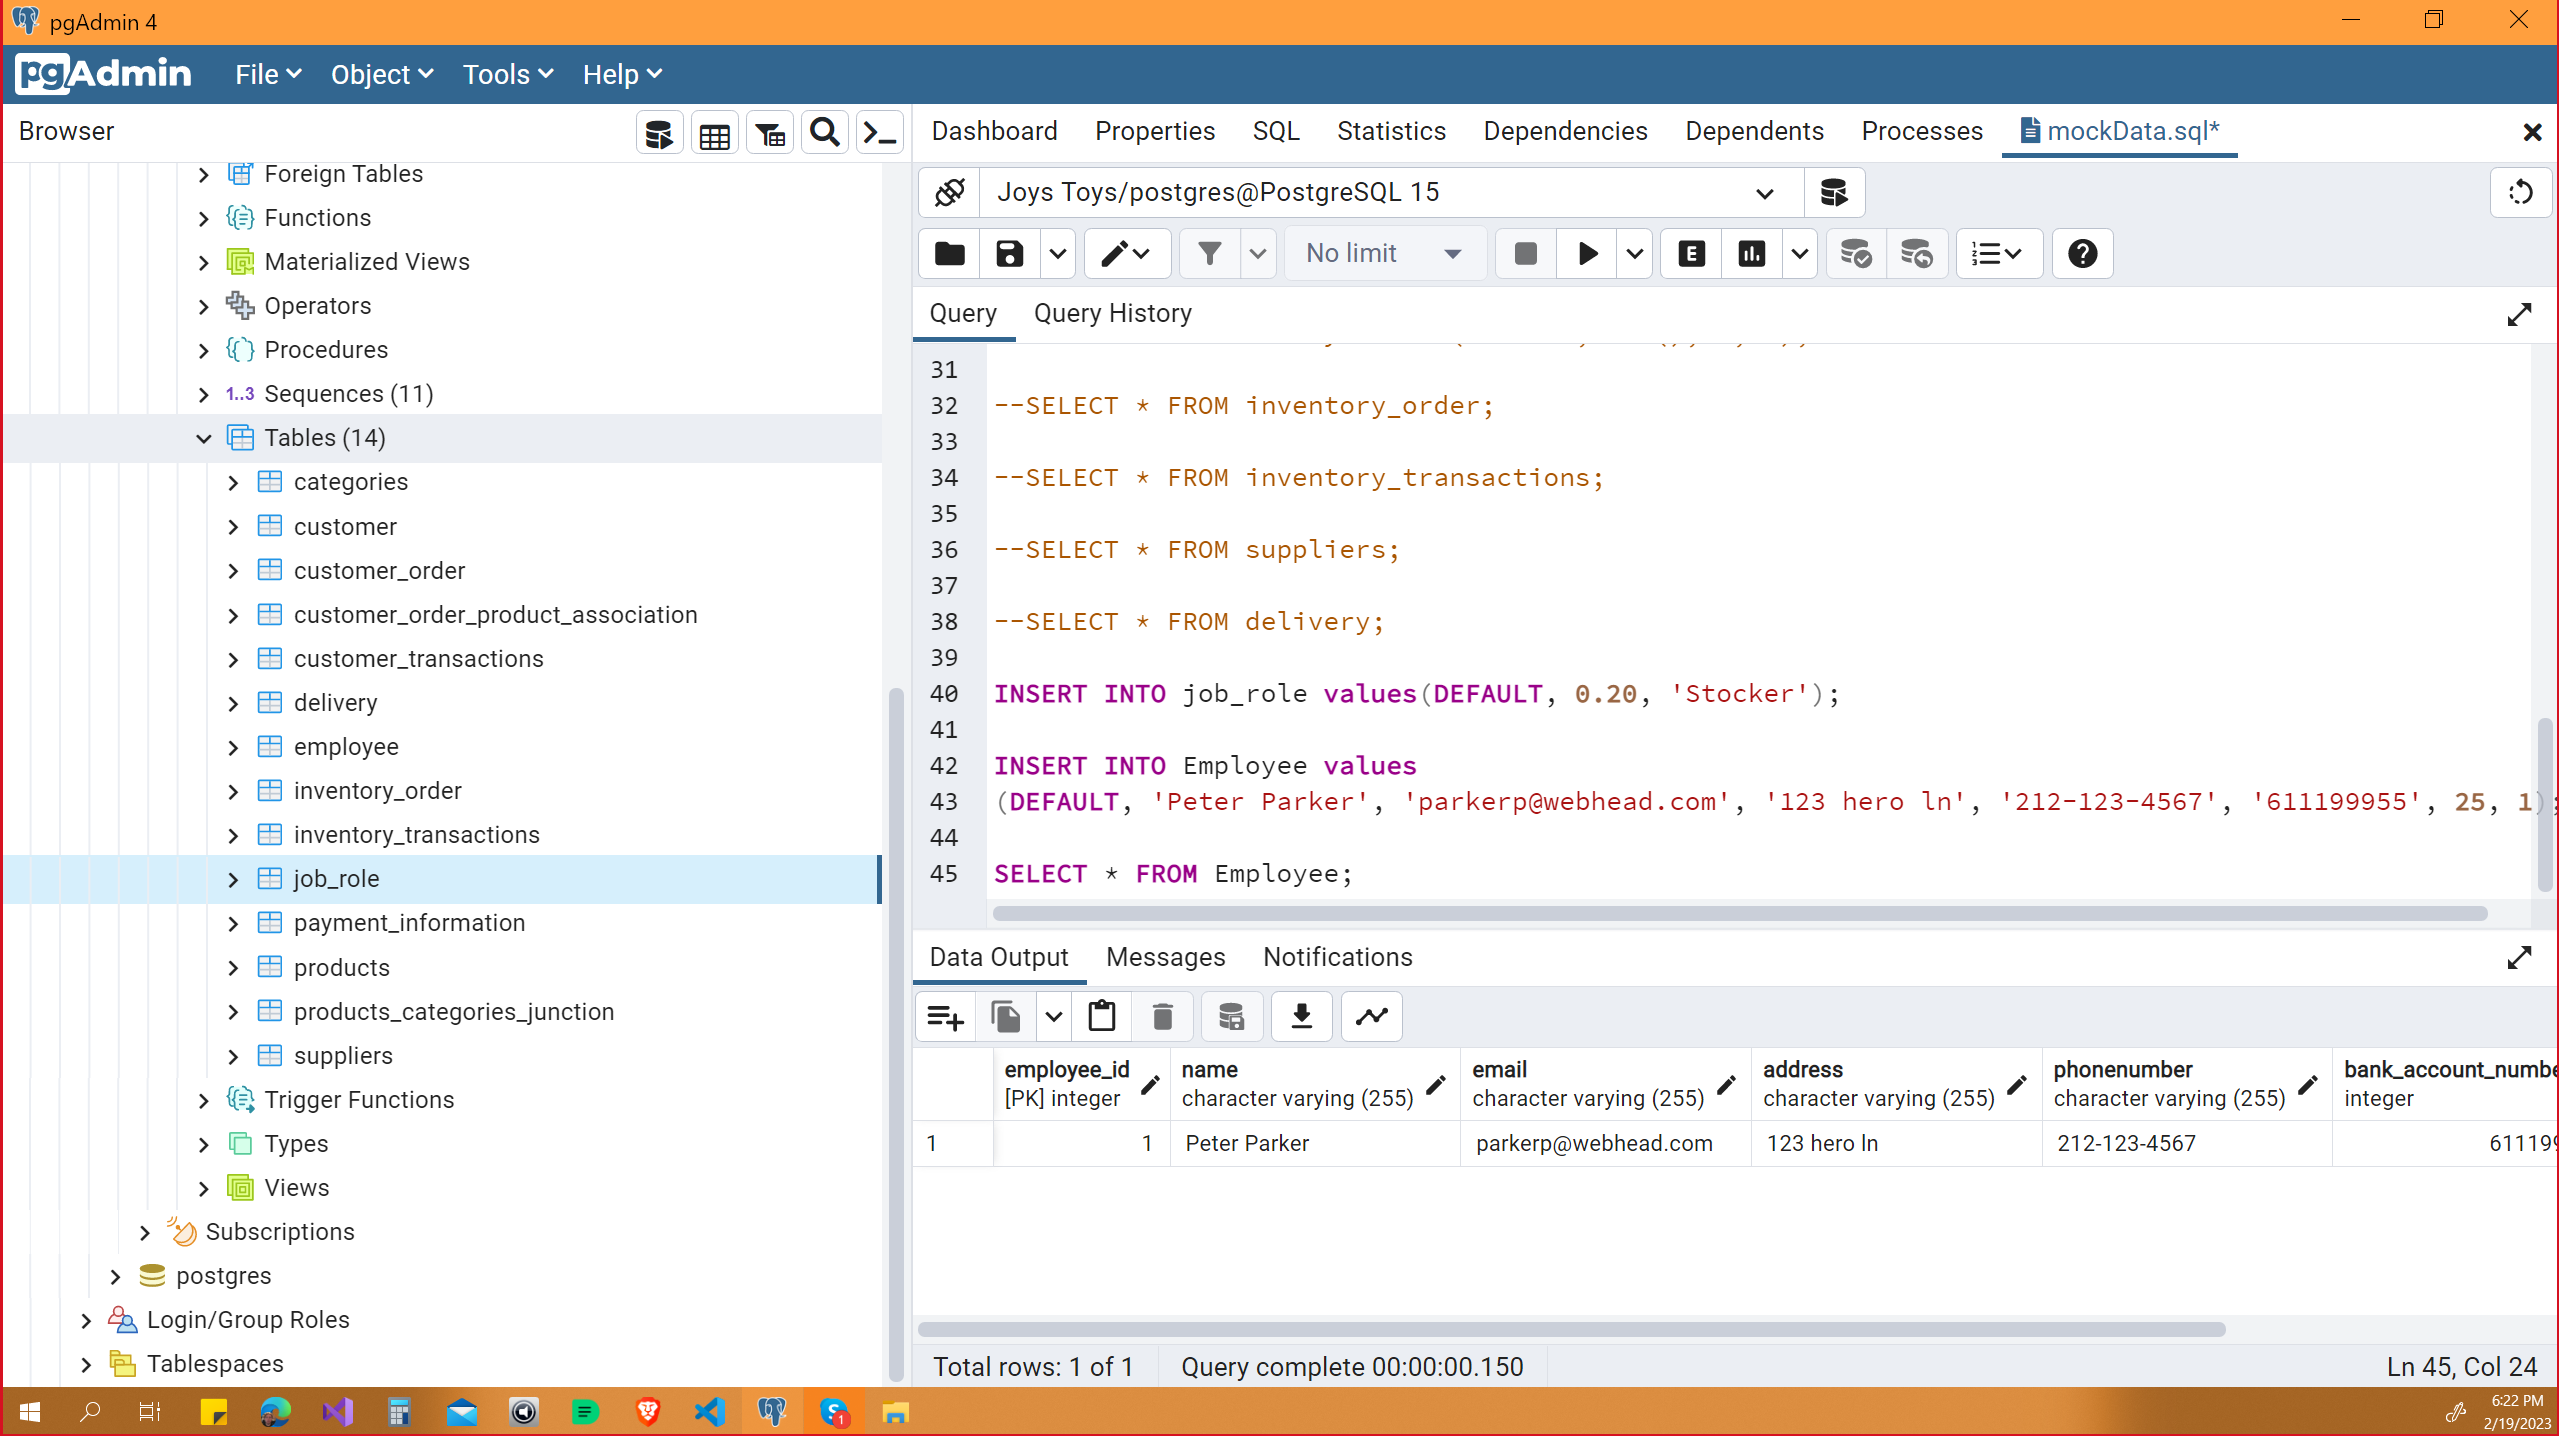 pgAdmin 4
pgAdmin File Object Tools Help
Browser
Foreign Tables
Functions
Materialized Views
Operators
Procedures
1..3 Sequences (11)
Tables (14)
categories
customer
customer_order
customer_order_product_association
customer_transactions
delivery
employee
inventory_order
inventory_transactions
job_role
payment_information
products
products_categories_junction
suppliers
Trigger Functions
Types
Views
Subscriptions
postgres
Login/Group Roles
Tablespaces
Dashboard Properties SQL Statistics Dependencies Dependents Processes mockData.sql*
Joys Toys/postgres@PostgreSQL 15
No limit
E
Query Query History
31
32 --SELECT * FROM inventory_order;
33
34 --SELECT * FROM inventory_transactions;
35
36 --SELECT * FROM suppliers;
37
38 --SELECT * FROM delivery;
39
40 INSERT INTO job_role values(DEFAULT, 0.20, 'Stocker');
41
42 INSERT INTO Employee values
43 (DEFAULT, 'Peter Parker', 'parkerp@webhead.com', '123 hero ln', '212-123-4567', '611199955', 25, 1);
44
45 SELECT * FROM Employee;
Data Output Messages Notifications
employee_id name email address phonenumber bank_account_numbe
[PK] integer character varying (255) character varying (255) character varying (255) character varying (255) integer
1 1 Peter Parker parkerp@webhead.com 123 hero ln 212-123-4567 611199
Total rows: 1 of 1 Query complete 00:00:00.150 Ln 45, Col 24
S 1
6:22 PM
2/19/2023